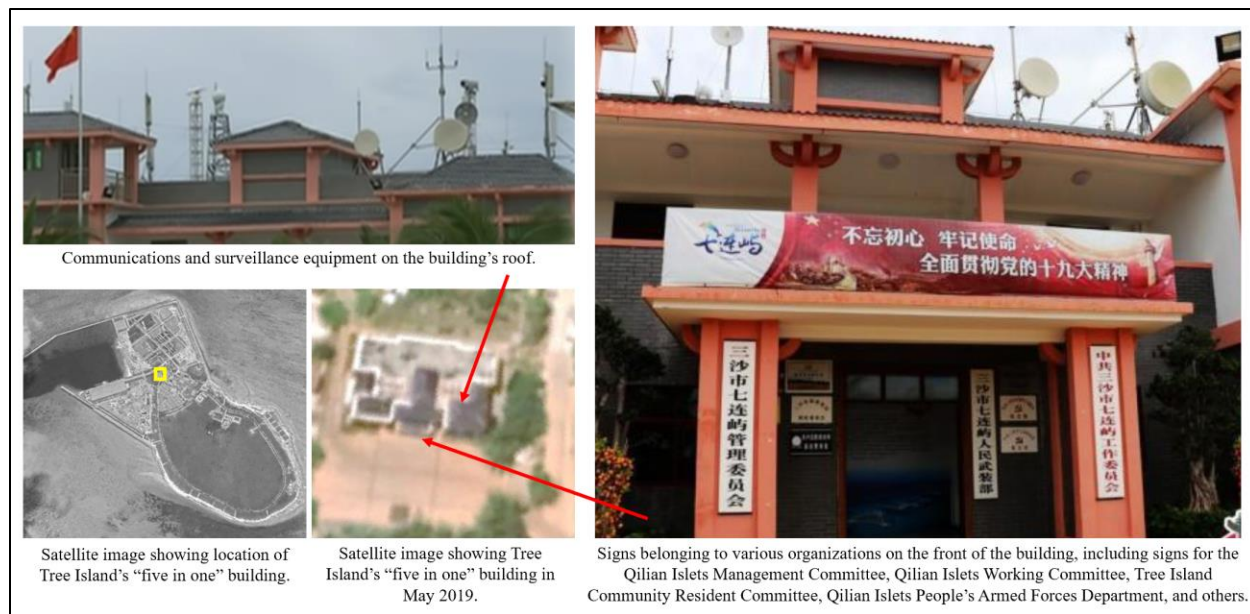 Communications and surveillance equipment on the building's roof.
Satellite image showing location of
Tree Island's "five in one" building.
Satellite image showing Tree
Island's "five in one" building in
May 2019.
七连屿
不忘初心 牢记使命
全面贯彻党的十九大精神
三沙市七连屿管理委员会
三沙市七连屿人民武装部
中共三沙市七连屿工作委员会
Signs belonging to various organizations on the front of the building, including signs for the
Qilian Islets Management Committee, Qilian Islets Working Committee, Tree Island
Community Resident Committee, Qilian Islets People's Armed Forces Department, and others.